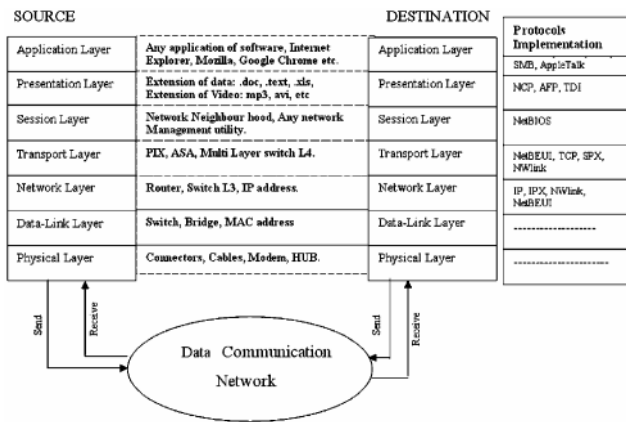 SOURCE
DESTINATION
Protocols
Implementation
Application Layer
Any application of software, Internet
Explorer, Mozilla, Google Chrome etc.
Application Layer
SMB, AppleTalk
Presentation Layer
Extension of data: .doc, .text, .xls,
Extension of Video: mp3, avi, etc
Presentation Layer
NCP, AFP, TDI
Session Layer
Network Neighbour hood, Any network
Management utility.
Session Layer
NetBIOS
Transport Layer
PIX, ASA, Multi Layer switch L4.
Transport Layer
NetBEUI, TCP, SPX,
NWlink
Network Layer
Router, Switch L3, IP address.
Network Layer
IP, IPX, NWlink,
NetBEUI
Data-Link Layer
Switch, Bridge, MAC address
Data-Link Layer
--------------------
Physical Layer
Connectors, Cables, Modem, HUB.
Physical Layer
----------------------
Send
Receive
Send
Receive
Data Communication
Network